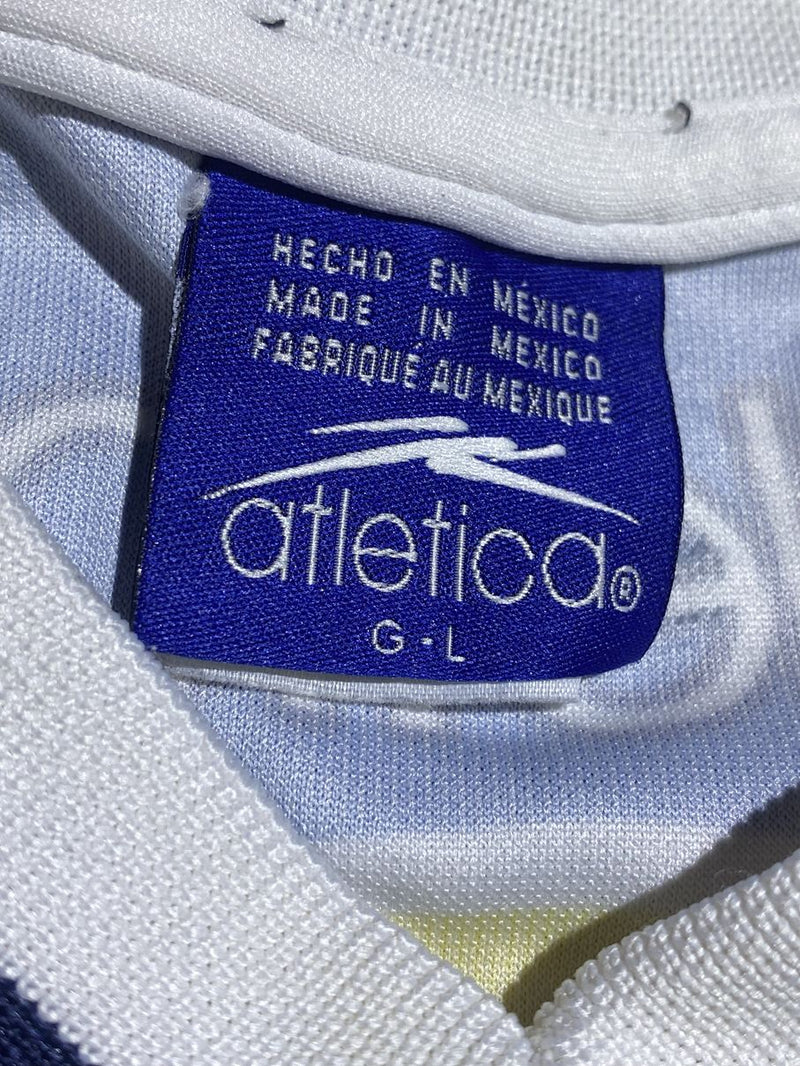 HECHO EN MÉXICO
MADE IN MEXICO
FABRIQUÉ AU MEXIQUE
atletica®
G - L